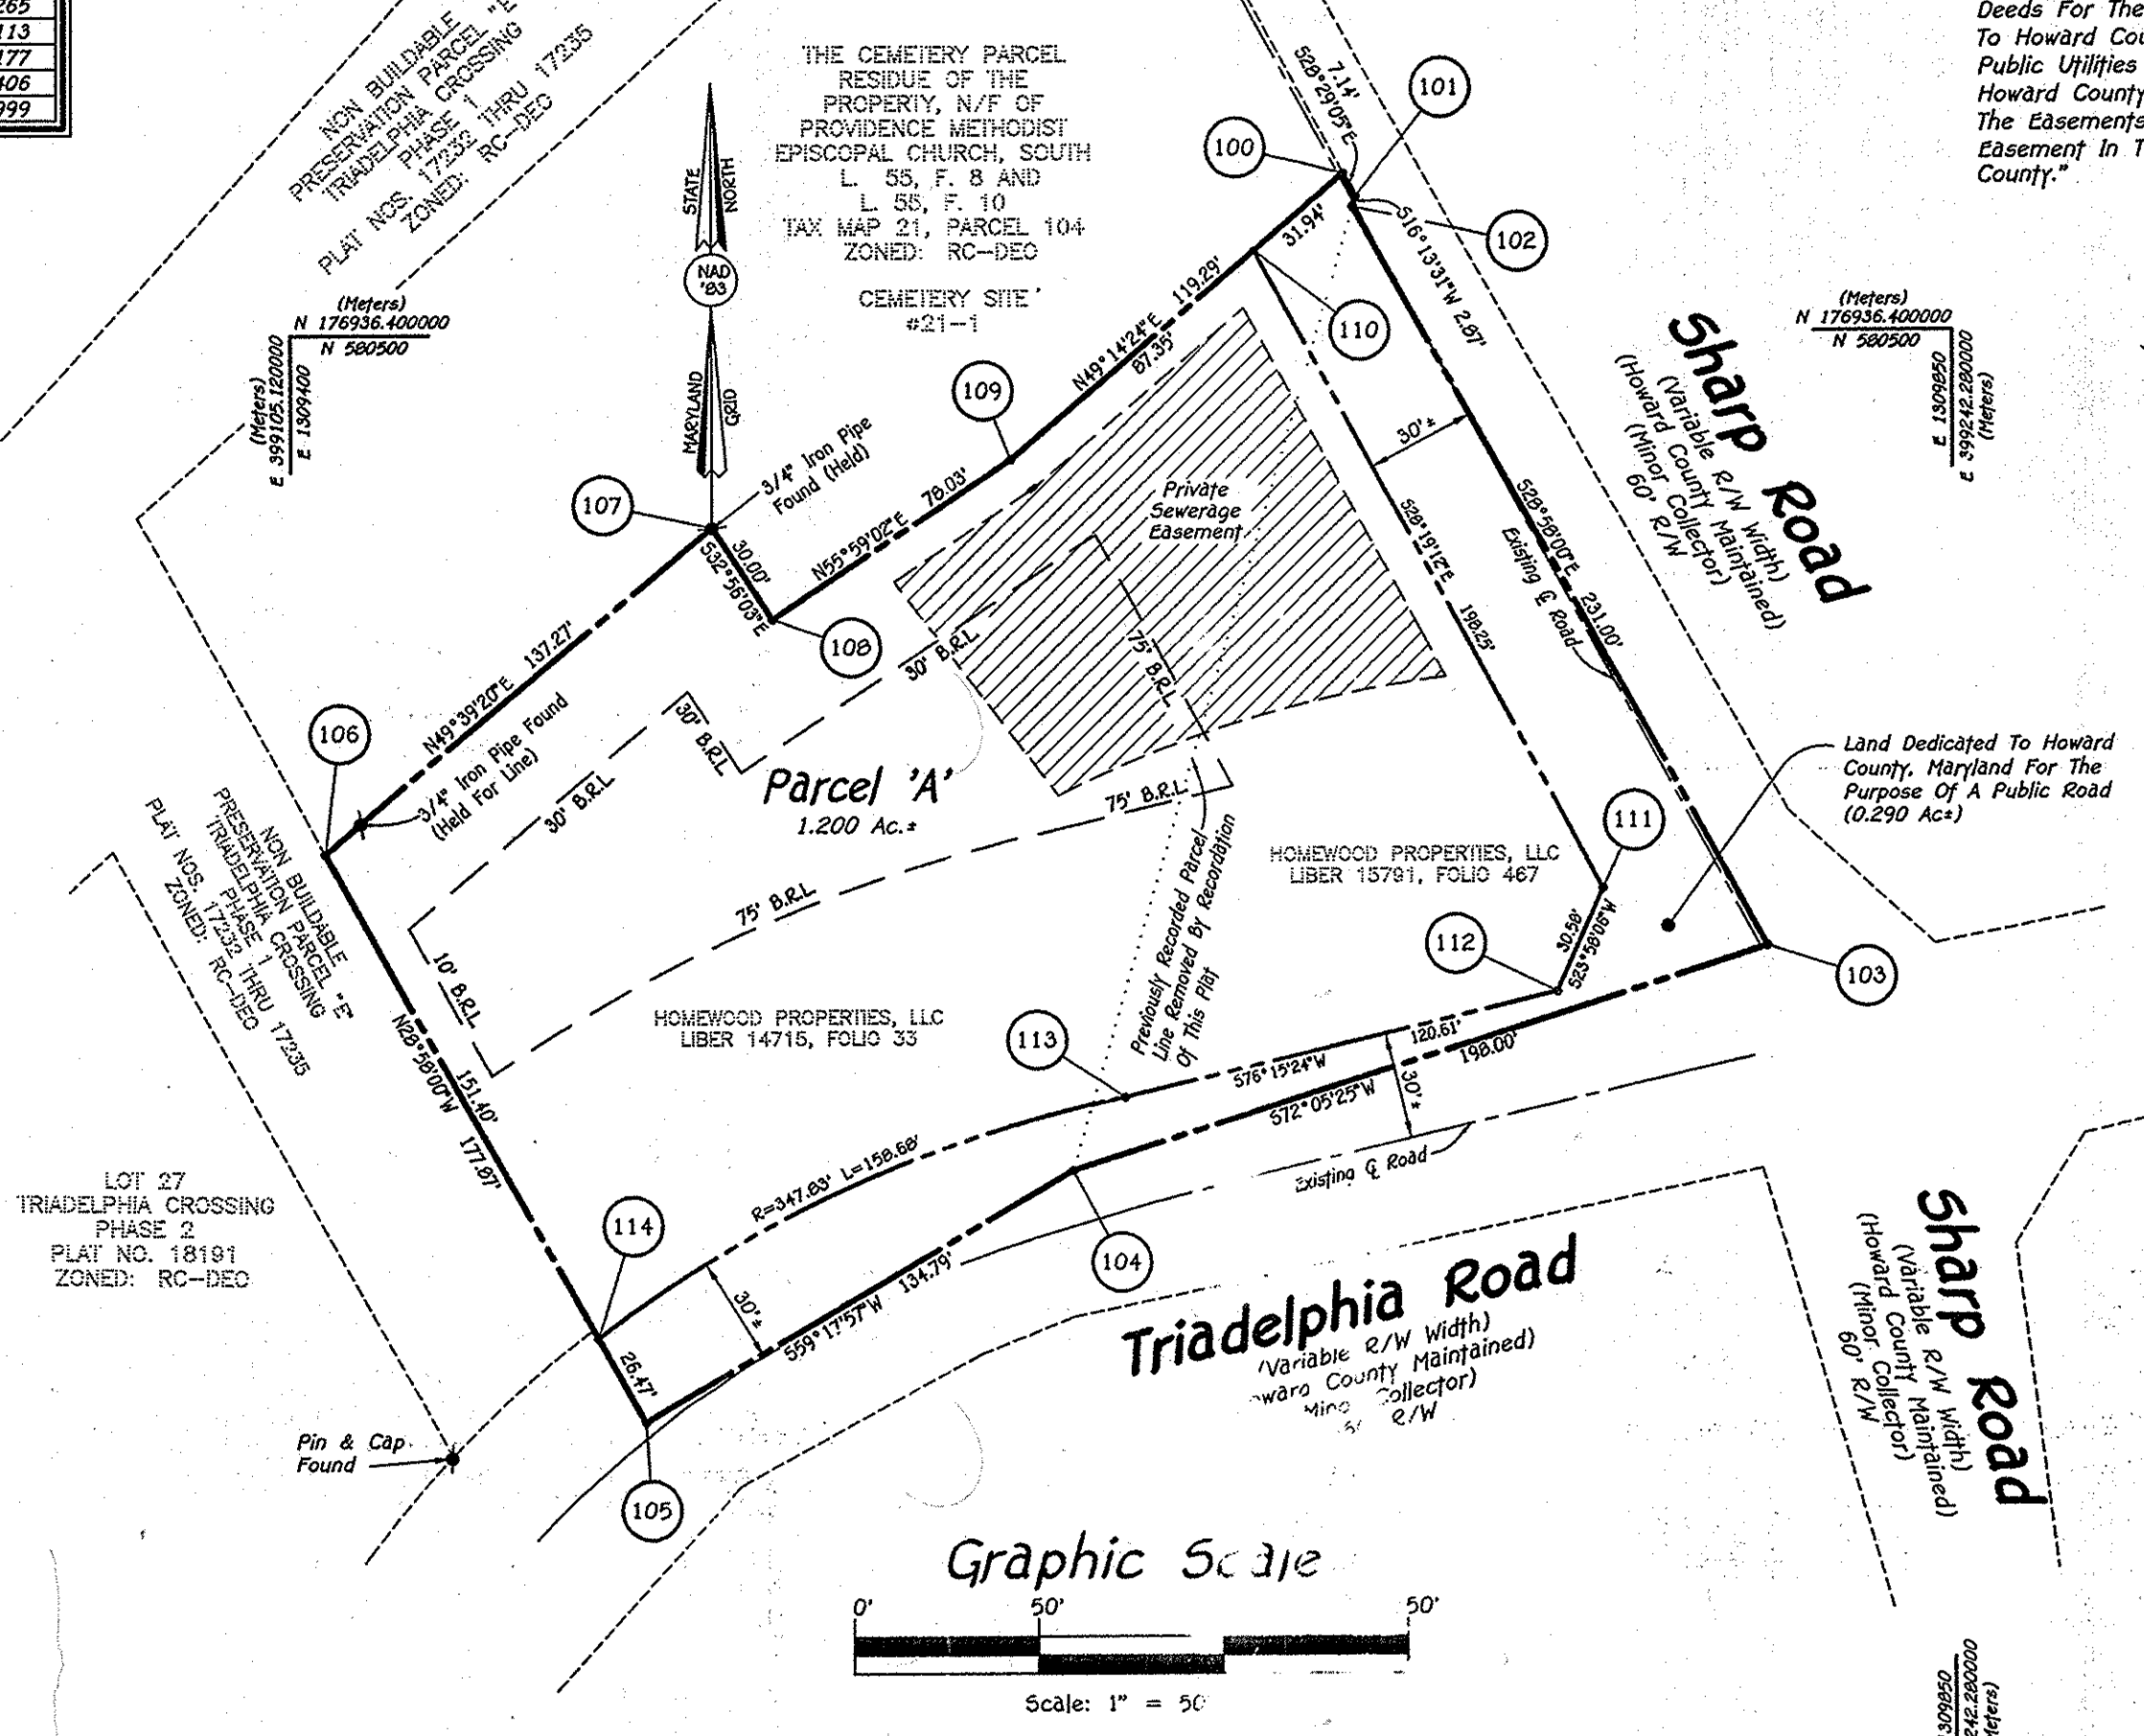 265
113
177
406
999
NON BUILDABLE
PRESERVATION PARCEL "E"
TRIADELPHIA CROSSING
PHASE 1
PLAT NOS. 17232 THRU 17235
ZONED: RC-DEO
THE CEMETERY PARCEL
RESIDUE OF THE
PROPERTY, N/F OF
PROVIDENCE METHODIST
EPISCOPAL CHURCH, SOUTH
L. 55, F. 8 AND
L. 55, F. 10
TAX MAP 21, PARCEL 104
ZONED: RC-DEO
CEMETERY SITE
#21-1
Deeds For The
To Howard
Public Utilities
Howard County
The Easements
Easement In
County."
STATE
NORTH
NAD
'83
MARYLAND
GRID
(Meters)
N 176936.400000
N 580500
(Meters)
E 399105.120000
E 1309400
(Meters)
N 176936.400000
N 580500
E 1309850
E 399242.280000
(Meters)
7.14'
S28°29'05"E
101
100
102
S16°13'31"W 2.87'
31.94'
119.29'
N49°14'24"E
87.35'
110
109
107
3/4" Iron Pipe
Found (Held)
30.00'
S32°56'03"E
N55°59'02"E 78.03'
108
Private
Sewerage
Easement
30'±
S28°19'12"E
198.25'
S28°58'00"E
231.00'
Existing ℄ Road
Sharp Road
(Variable R/W Width)
(Howard County Maintained)
(Minor Collector)
60' R/W
137.27'
N49°39'20"E
3/4" Iron Pipe Found
(Held For Line)
106
30' B.R.L.
30' B.R.L.
30' B.R.L.
75' B.R.L.
75' B.R.L.
75' B.R.L.
10' B.R.L.
Parcel 'A'
1.200 Ac.±
Land Dedicated To Howard
County, Maryland For The
Purpose Of A Public Road
(0.290 Ac±)
111
HOMEWOOD PROPERTIES, LLC
LIBER 15791, FOLIO 467
30.58'
S23°58'06"W
112
103
Previously Recorded Parcel
Line Removed By Recordation
Of This Plat
NON BUILDABLE
PRESERVATION PARCEL "E"
TRIADELPHIA CROSSING
PHASE 1
PLAT NOS. 17232 THRU 17235
ZONED: RC-DEO
N28°58'00"W
151.40'
177.87'
HOMEWOOD PROPERTIES, LLC
LIBER 14715, FOLIO 33
113
S76°15'24"W
120.61'
S72°05'25"W
198.00'
30'±
Existing ℄ Road
LOT 27
TRIADELPHIA CROSSING
PHASE 2
PLAT NO. 18191
ZONED: RC-DEO
R=347.83' L=158.68'
114
104
30'±
S59°17'57"W 134.79'
26.47'
105
Pin & Cap
Found
Triadelphia Road
(Variable R/W Width)
County Maintained)
R/W
Sharp Road
(Variable R/W Width)
(Howard County Maintained)
(Minor Collector)
60' R/W
Graphic Scale
0' 50' 50'
Scale: 1" = 50
1309850
242.280000
Meters)